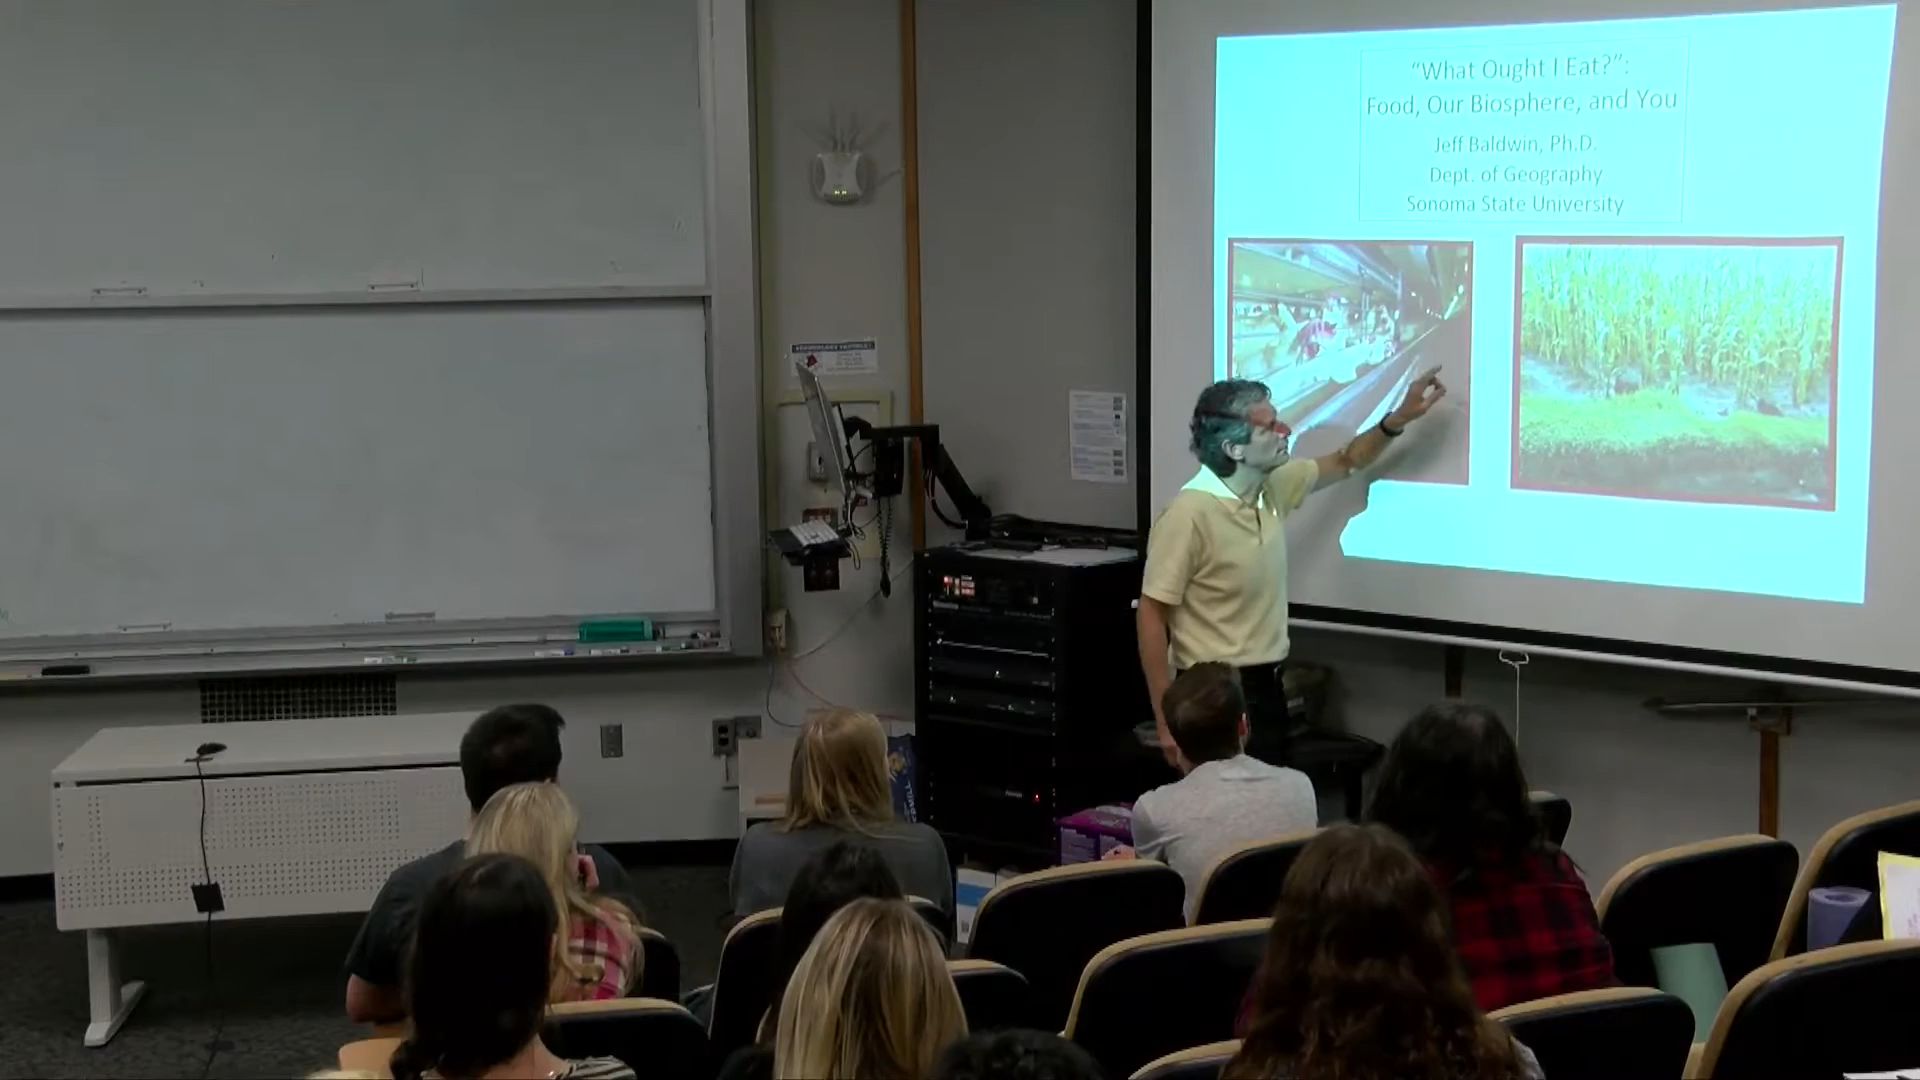 “What Ought I Eat?”:
Food, Our Biosphere, and You
Jeff Baldwin, Ph.D.
Dept. of Geography
Sonoma State University